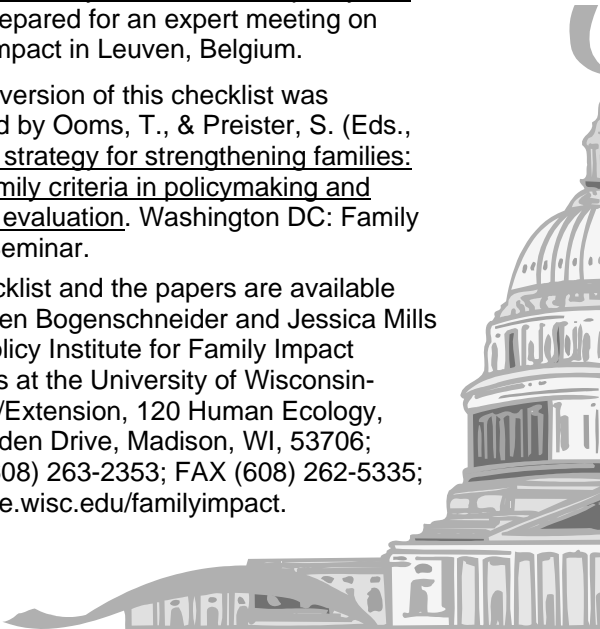 epared for an expert meeting on
mpact in Leuven, Belgium.
version of this checklist was
d by Ooms, T., & Preister, S. (Eds.,
strategy for strengthening families:
mily criteria in policymaking and
evaluation. Washington DC: Family
eminar.
cklist and the papers are available
en Bogenschneider and Jessica Mills
olicy Institute for Family Impact
s at the University of Wisconsin-
/Extension, 120 Human Ecology,
den Drive, Madison, WI, 53706;
08) 263-2353; FAX (608) 262-5335;
e.wisc.edu/familyimpact.